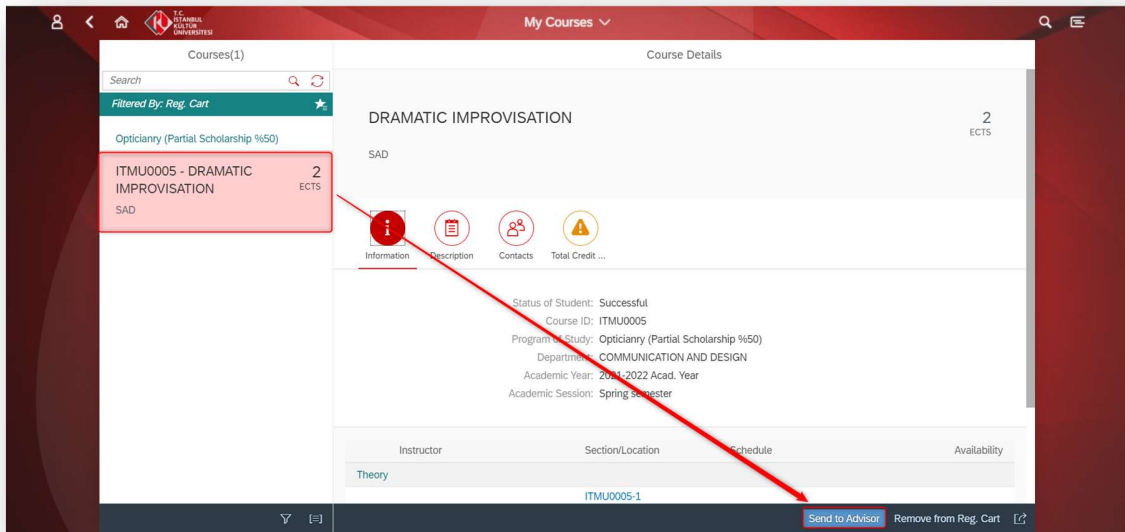 T.C.
İSTANBUL
KÜLTÜR
ÜNİVERSİTESİ
My Courses
Courses(1)
Course Details
Search
Filtered By: Reg. Cart
Opticianry (Partial Scholarship %50)
ITMU0005 - DRAMATIC IMPROVISATION
2
ECTS
SAD
DRAMATIC IMPROVISATION
2
ECTS
SAD
Information
Description
Contacts
Total Credit ...
Status of Student: Successful
Course ID: ITMU0005
Program of Study: Opticianry (Partial Scholarship %50)
Department: COMMUNICATION AND DESIGN
Academic Year: 2021-2022 Acad. Year
Academic Session: Spring semester
Instructor Section/Location Schedule Availability
Theory
ITMU0005-1
Send to Advisor Remove from Reg. Cart